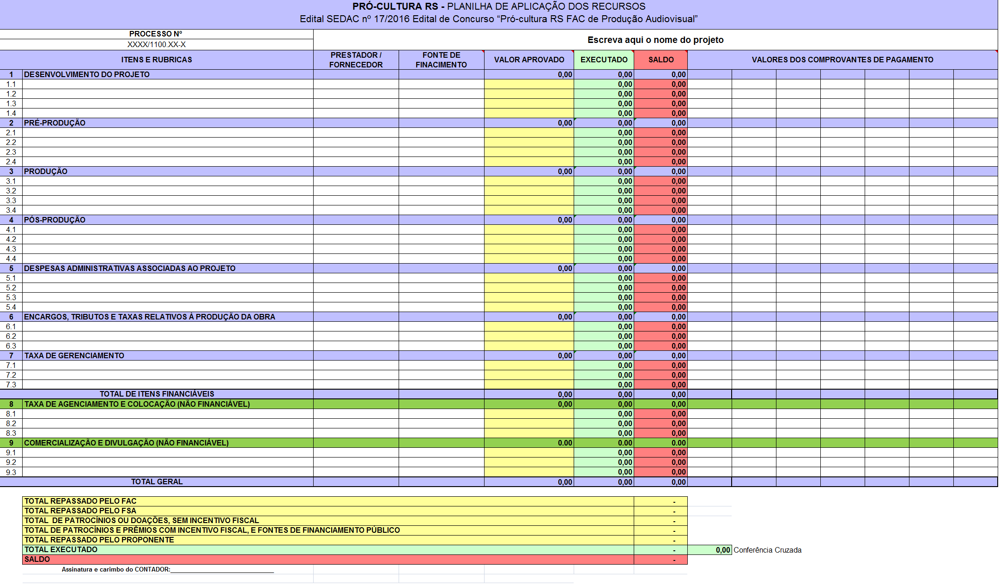 PRÓ-CULTURA RS - PLANILHA DE APLICAÇÃO DOS RECURSOS
Edital SEDAC nº 17/2016 Edital de Concurso “Pró-cultura RS FAC de Produção Audiovisual”
PROCESSO Nº
XXXX/1100.XX-X
Escreva aqui o nome do projeto
ITENS E RUBRICAS PRESTADOR / FORNECEDOR FONTE DE FINACIMENTO VALOR APROVADO EXECUTADO SALDO VALORES DOS COMPROVANTES DE PAGAMENTO
1 DESENVOLVIMENTO DO PROJETO 0,00 0,00 0,00
1.1 0,00 0,00
1.2 0,00 0,00
1.3 0,00 0,00
1.4 0,00 0,00
2 PRÉ-PRODUÇÃO 0,00 0,00 0,00
2.1 0,00 0,00
2.2 0,00 0,00
2.3 0,00 0,00
2.4 0,00 0,00
3 PRODUÇÃO 0,00 0,00 0,00
3.1 0,00 0,00
3.2 0,00 0,00
3.3 0,00 0,00
3.4 0,00 0,00
4 PÓS-PRODUÇÃO 0,00 0,00 0,00
4.1 0,00 0,00
4.2 0,00 0,00
4.3 0,00 0,00
4.4 0,00 0,00
5 DESPESAS ADMINISTRATIVAS ASSOCIADAS AO PROJETO 0,00 0,00 0,00
5.1 0,00 0,00
5.2 0,00 0,00
5.3 0,00 0,00
5.4 0,00 0,00
6 ENCARGOS, TRIBUTOS E TAXAS RELATIVOS À PRODUÇÃO DA OBRA 0,00 0,00 0,00
6.1 0,00 0,00
6.2 0,00 0,00
6.3 0,00 0,00
7 TAXA DE GERENCIAMENTO 0,00 0,00 0,00
7.1 0,00 0,00
7.2 0,00 0,00
7.3 0,00 0,00
TOTAL DE ITENS FINANCIÁVEIS 0,00 0,00 0,00
8 TAXA DE AGENCIAMENTO E COLOCAÇÃO (NÃO FINANCIÁVEL) 0,00 0,00 0,00
8.1 0,00 0,00
8.2 0,00 0,00
8.3 0,00 0,00
9 COMERCIALIZAÇÃO E DIVULGAÇÃO (NÃO FINANCIÁVEL) 0.00 0.00 0.00
9.1 0,00 0,00
9.2 0,00 0,00
9.3 0,00 0,00
TOTAL GERAL 0,00 0,00 0,00
TOTAL REPASSADO PELO FAC -
TOTAL REPASSADO PELO FSA -
TOTAL DE PATROCÍNIOS OU DOAÇÕES, SEM INCENTIVO FISCAL -
TOTAL DE PATROCÍNIOS E PRÊMIOS COM INCENTIVO FISCAL, E FONTES DE FINANCIAMENTO PÚBLICO -
TOTAL REPASSADO PELO PROPONENTE -
TOTAL EXECUTADO - 0,00 Conferência Cruzada
SALDO -
Assinatura e carimbo do CONTADOR:____________________________